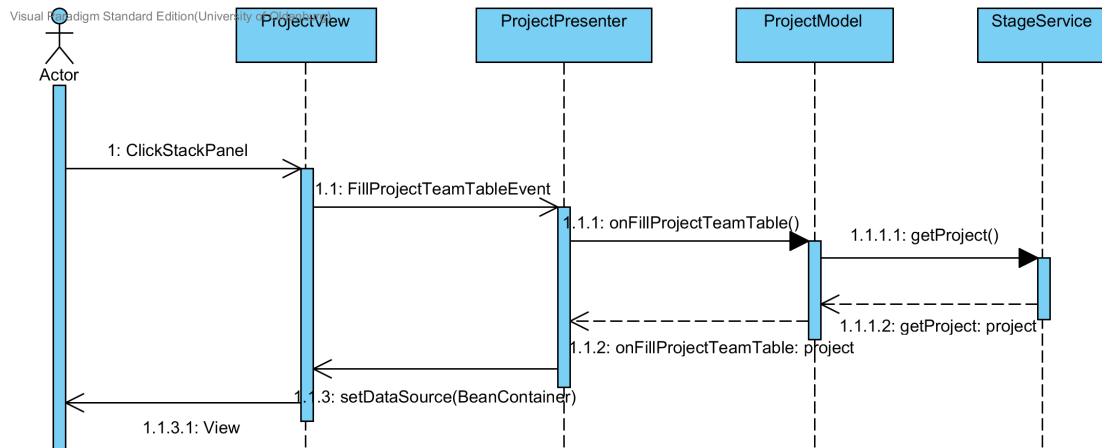 Visual Paradigm Standard Edition(University of Oldenburg)
ProjectView
ProjectPresenter
ProjectModel
StageService
Actor
1: ClickStackPanel
1.1: FillProjectTeamTableEvent
1.1.1: onFillProjectTeamTable()
1.1.1.1: getProject()
1.1.1.2: getProject: project
1.1.2: onFillProjectTeamTable: project
1.1.3: setDataSource(BeanContainer)
1.1.3.1: View